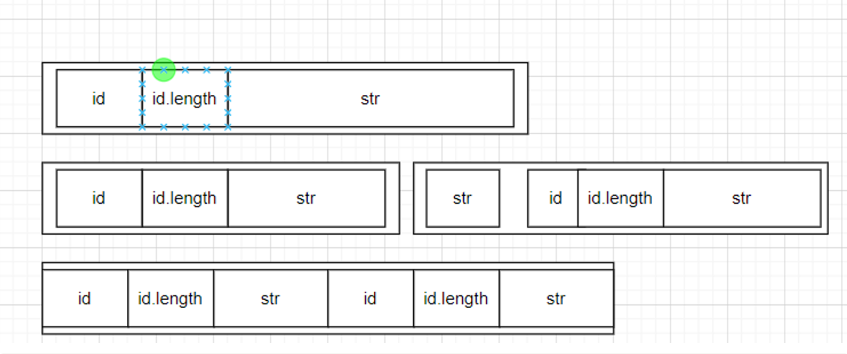 id id.length str
id id.length str str id id.length str
id id.length str id id.length str